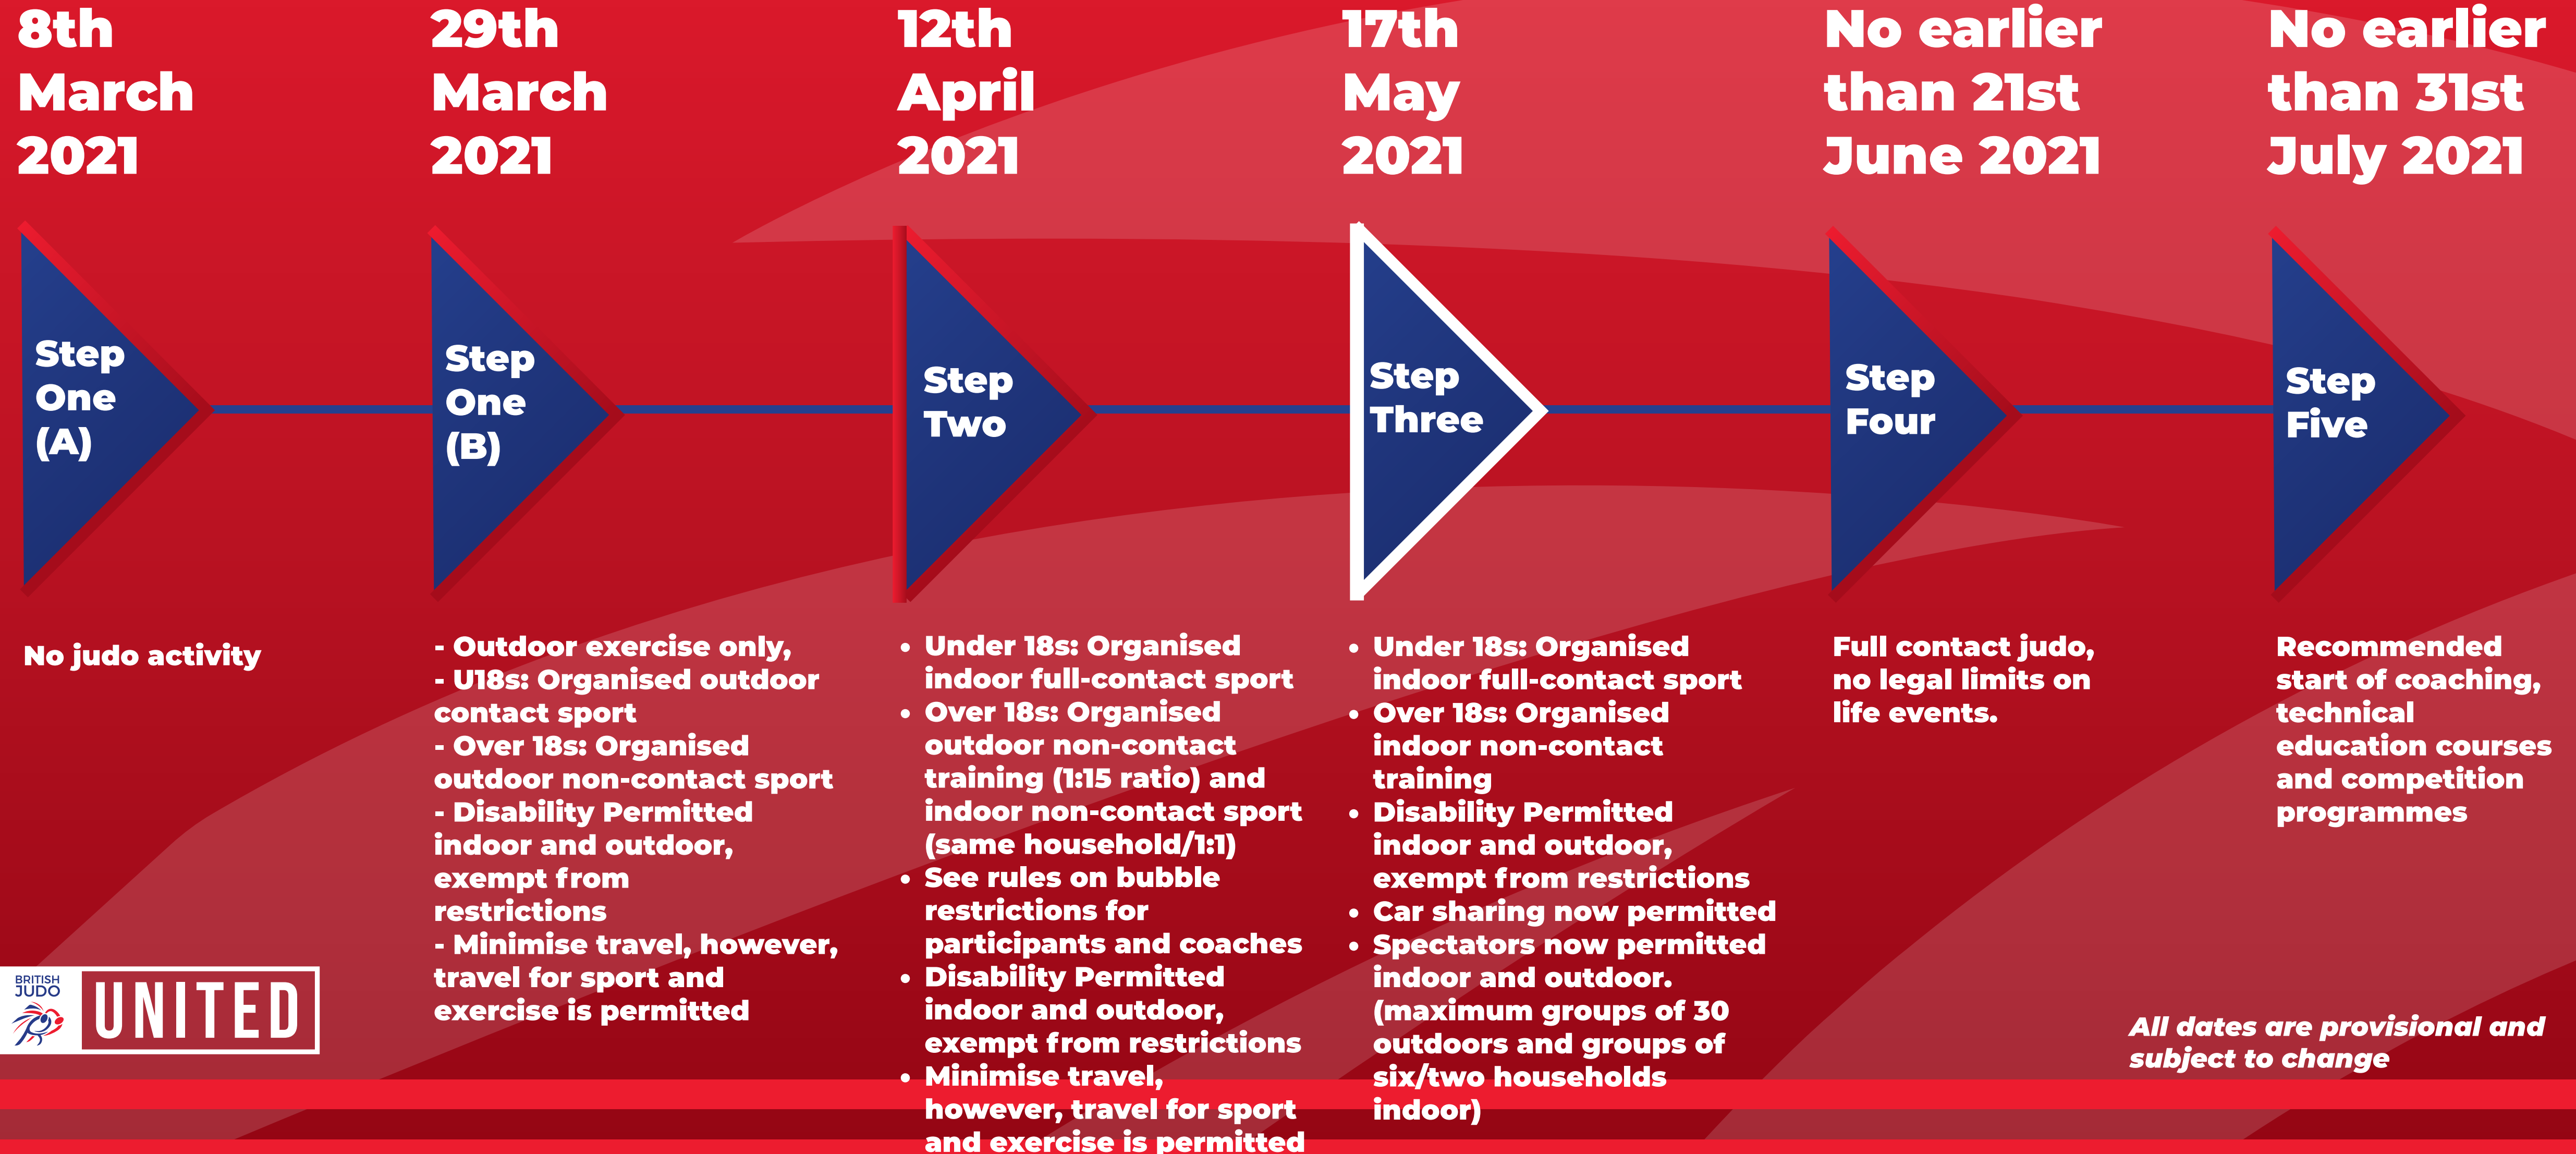 8th
March
2021
29th
March
2021
12th
April
2021
17th
May
2021
No earlier
than 21st
June 2021
No earlier
than 31st
July 2021
Step
One
(A)
Step
One
(B)
Step
Two
Step
Three
Step
Four
Step
Five
No judo activity
- Outdoor exercise only,
- U18s: Organised outdoor
contact sport
- Over 18s: Organised
outdoor non-contact sport
- Disability Permitted
indoor and outdoor,
exempt from
restrictions
- Minimise travel, however,
travel for sport and
exercise is permitted
• Under 18s: Organised
indoor full-contact sport
• Over 18s: Organised
outdoor non-contact
training (1:15 ratio) and
indoor non-contact sport
(same household/1:1)
• See rules on bubble
restrictions for
participants and coaches
• Disability Permitted
indoor and outdoor,
exempt from restrictions
• Minimise travel,
however, travel for sport
and exercise is permitted
• Under 18s: Organised
indoor full-contact sport
• Over 18s: Organised
indoor non-contact
training
• Disability Permitted
indoor and outdoor,
exempt from restrictions
• Car sharing now permitted
• Spectators now permitted
indoor and outdoor.
(maximum groups of 30
outdoors and groups of
six/two households
indoor)
Full contact judo,
no legal limits on
life events.
Recommended
start of coaching,
technical
education courses
and competition
programmes
BRITISH
JUDO
UNITED
All dates are provisional and
subject to change